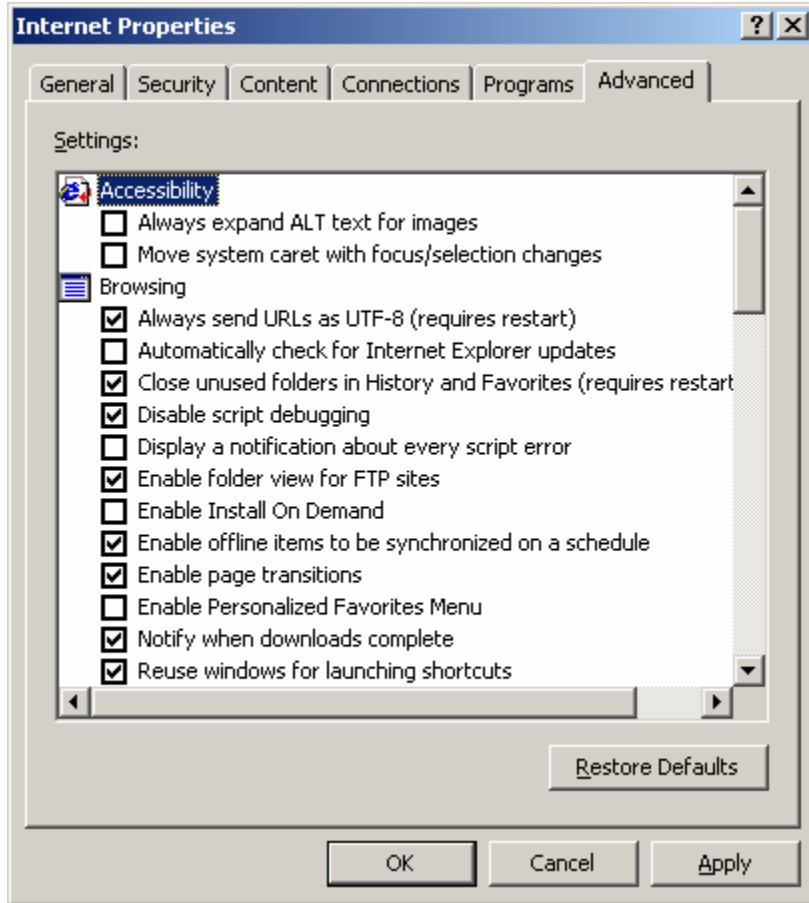 Internet Properties
General Security Content Connections Programs Advanced
Settings:
Accessibility
Always expand ALT text for images
Move system caret with focus/selection changes
Browsing
Always send URLs as UTF-8 (requires restart)
Automatically check for Internet Explorer updates
Close unused folders in History and Favorites (requires restart
Disable script debugging
Display a notification about every script error
Enable folder view for FTP sites
Enable Install On Demand
Enable offline items to be synchronized on a schedule
Enable page transitions
Enable Personalized Favorites Menu
Notify when downloads complete
Reuse windows for launching shortcuts
Restore Defaults
OK Cancel Apply